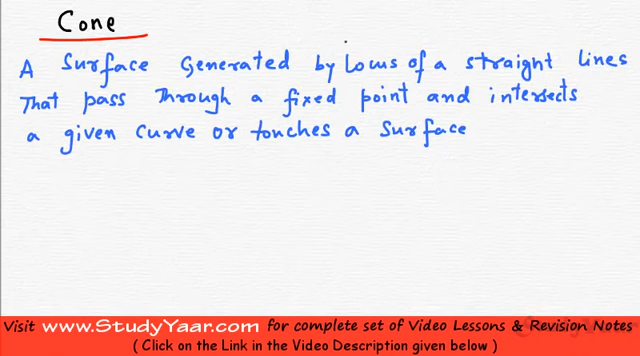 Cone
A Surface Generated by Locus of a straight lines
That pass Through a fixed point and intersects
a given curve or touches a surface
Visit www.StudyYaar.com for complete set of Video Lessons & Revision Notes
( Click on the Link in the Video Description given below )